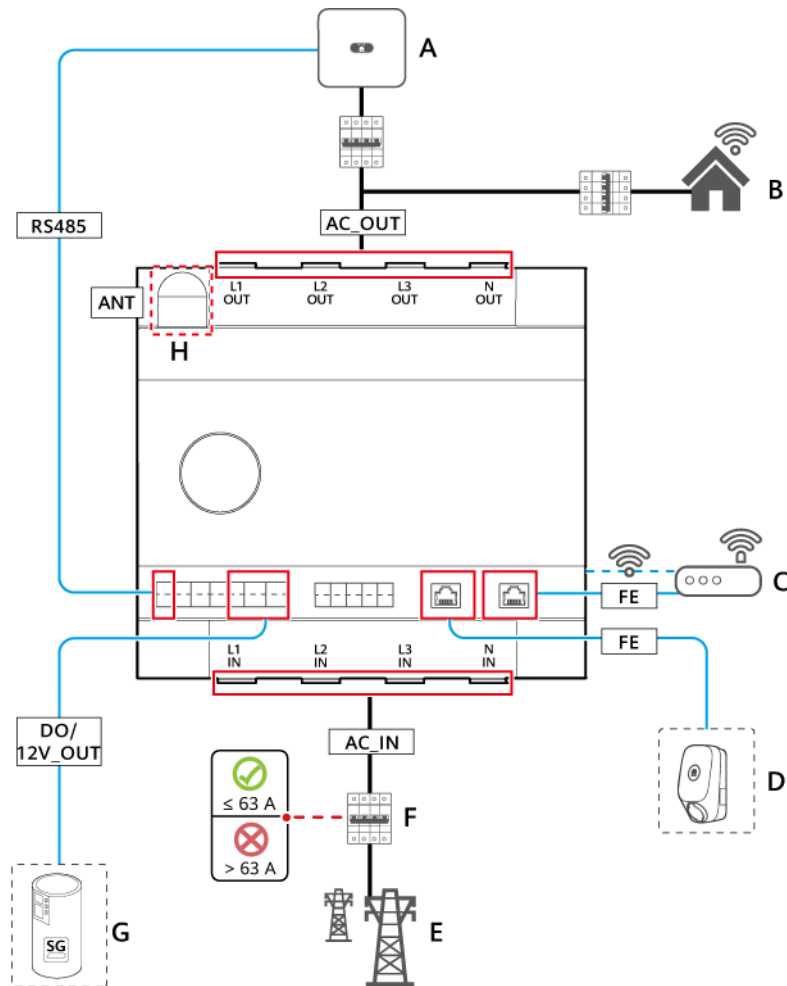 A
B
RS485
AC_OUT
ANT
L1 L2 L3 N
OUT OUT OUT OUT
H
C
FE
FE
L1 L2 L3 N
IN IN IN IN
DO/
12V_OUT
AC_IN
D
≤ 63 A
F
> 63 A
SG
G
E